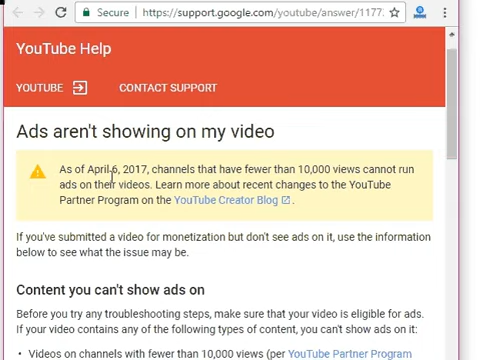 Secure https://support.google.com/youtube/answer/1177
YouTube Help
YOUTUBE CONTACT SUPPORT
Ads aren't showing on my video
As of April 6, 2017, channels that have fewer than 10,000 views cannot run
ads on their videos. Learn more about recent changes to the YouTube
Partner Program on the YouTube Creator Blog.
If you've submitted a video for monetization but don't see ads on it, use the information
below to see what the issue may be.
Content you can't show ads on
Before you try any troubleshooting steps, make sure that your video is eligible for ads.
If your video contains any of the following types of content, you can't show ads on it:
• Videos on channels with fewer than 10,000 views (per YouTube Partner Program